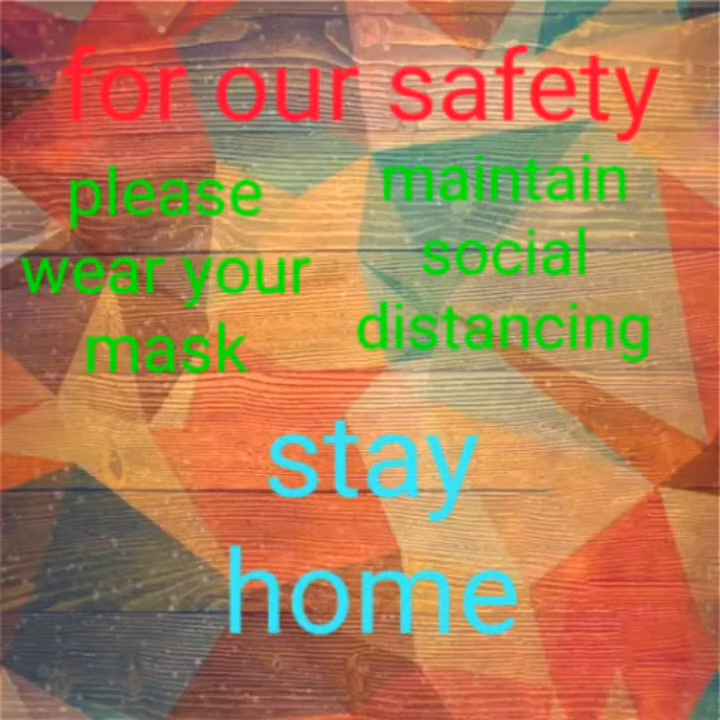 for our safety
please
wear your
mask
maintain
social
distancing
stay
home